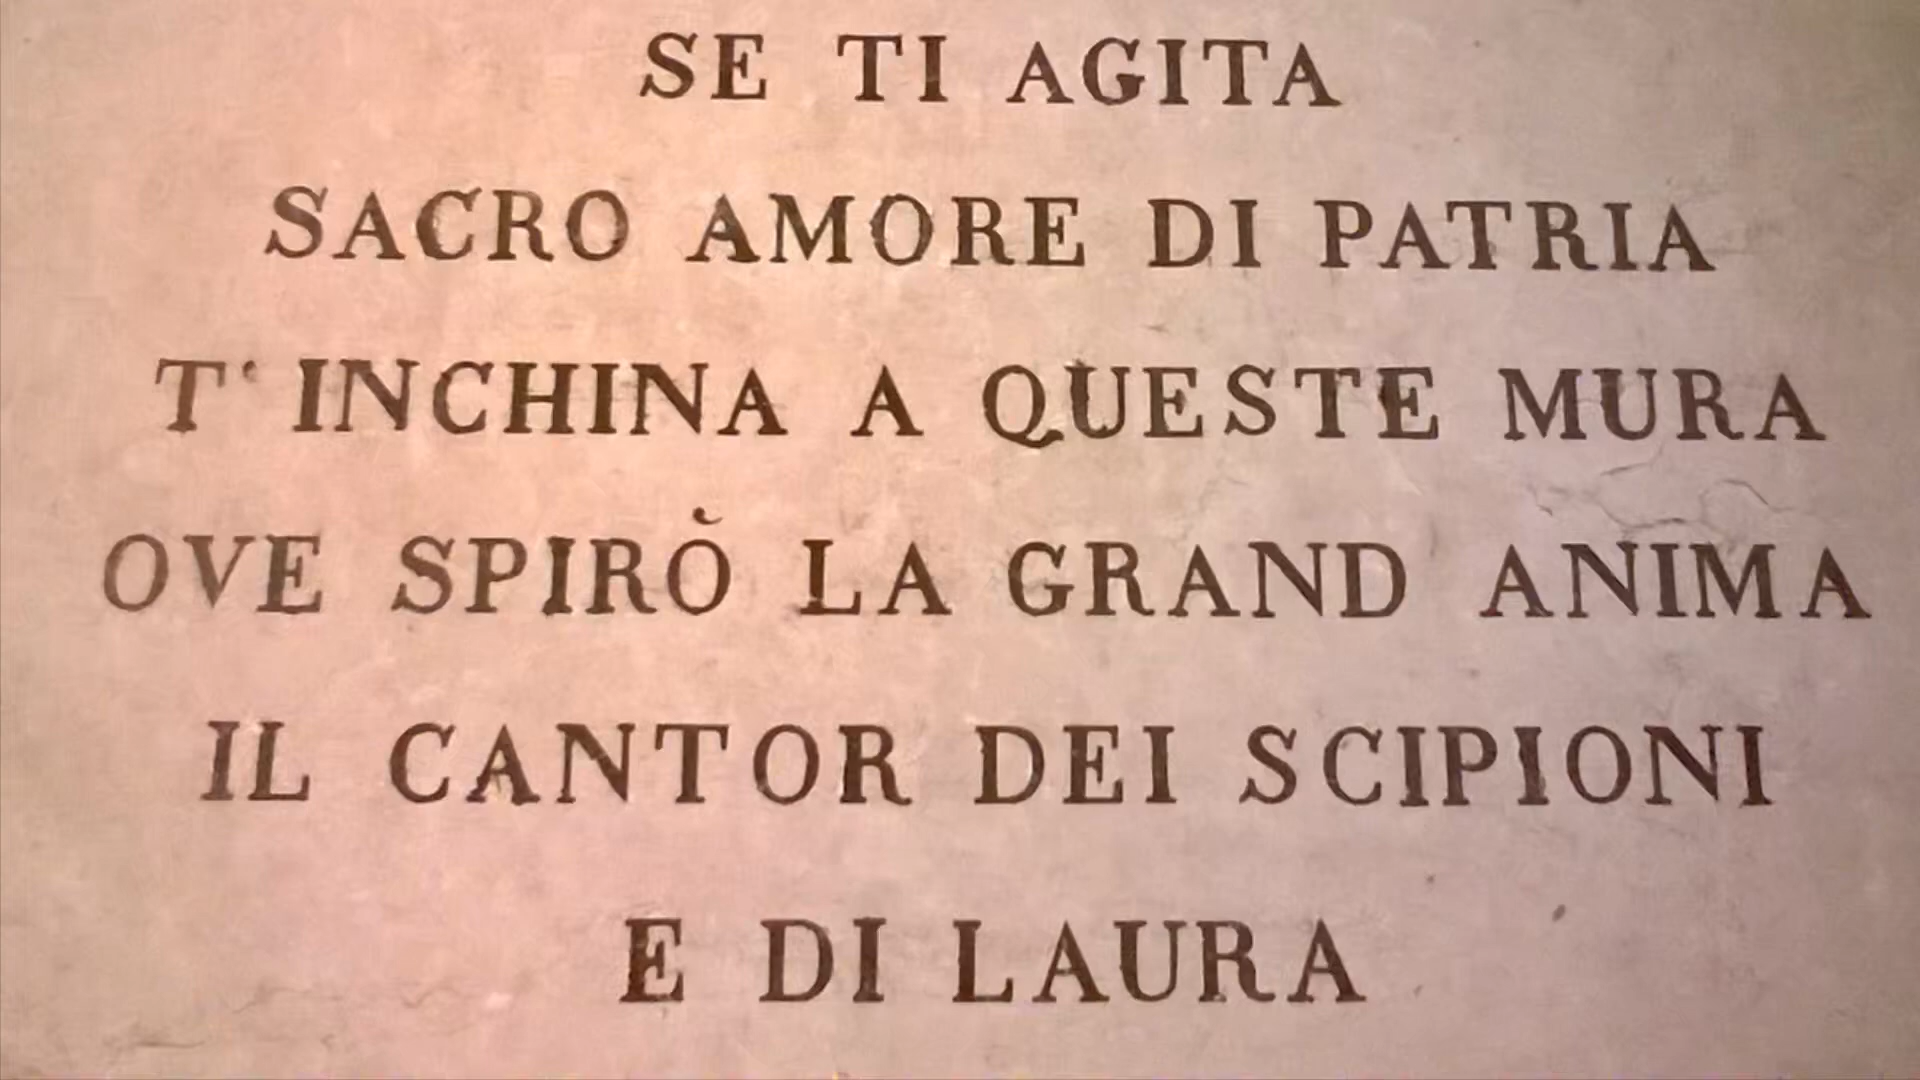 SE TI AGITA
SACRO AMORE DI PATRIA
T' INCHINA A QUESTE MURA
OVE SPIRÒ LA GRAND ANIMA
IL CANTOR DEI SCIPIONI
E DI LAURA